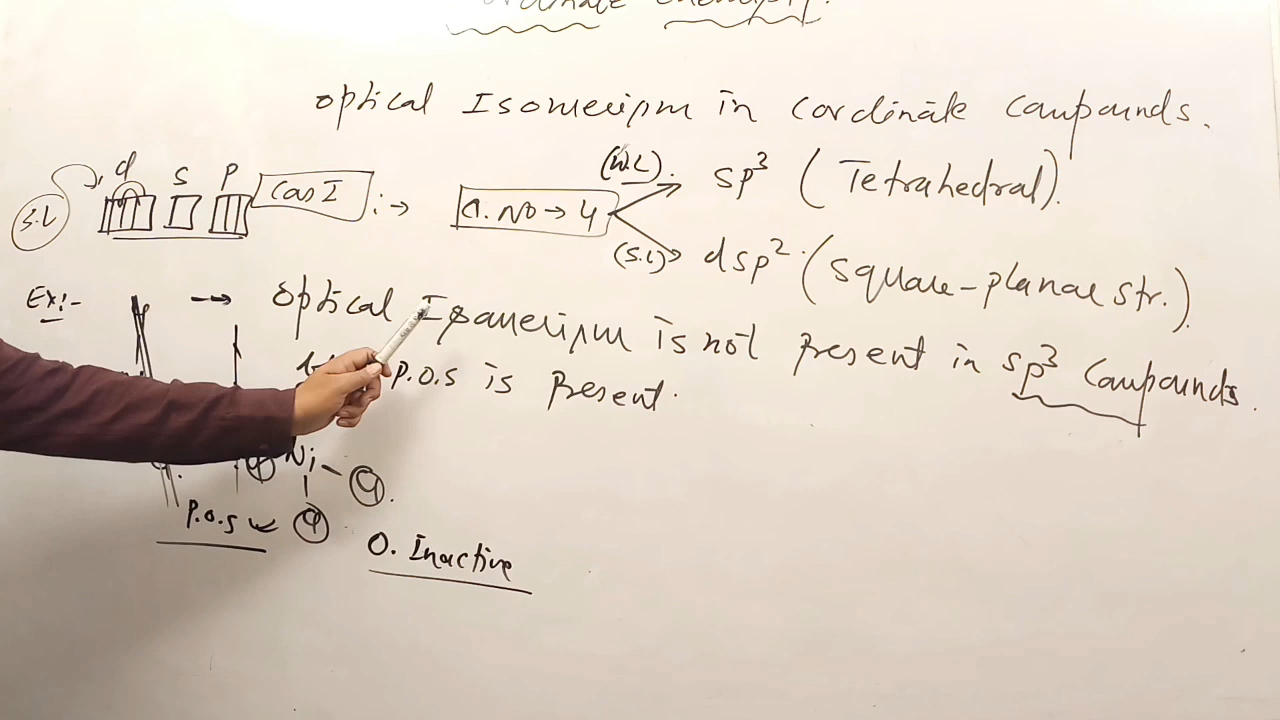 optical Isomerism in cordinate compounds.
(W.L). sp³ (Tetrahedral).
d s p
S.L Cas I :→ C. NO → 4
(S.L) dsp² (square-planar str.)
Ex:- → optical Isomerism is not present in sp³ compounds.
P.O.S is Present.
Ni
P.O.S
O. Inactive